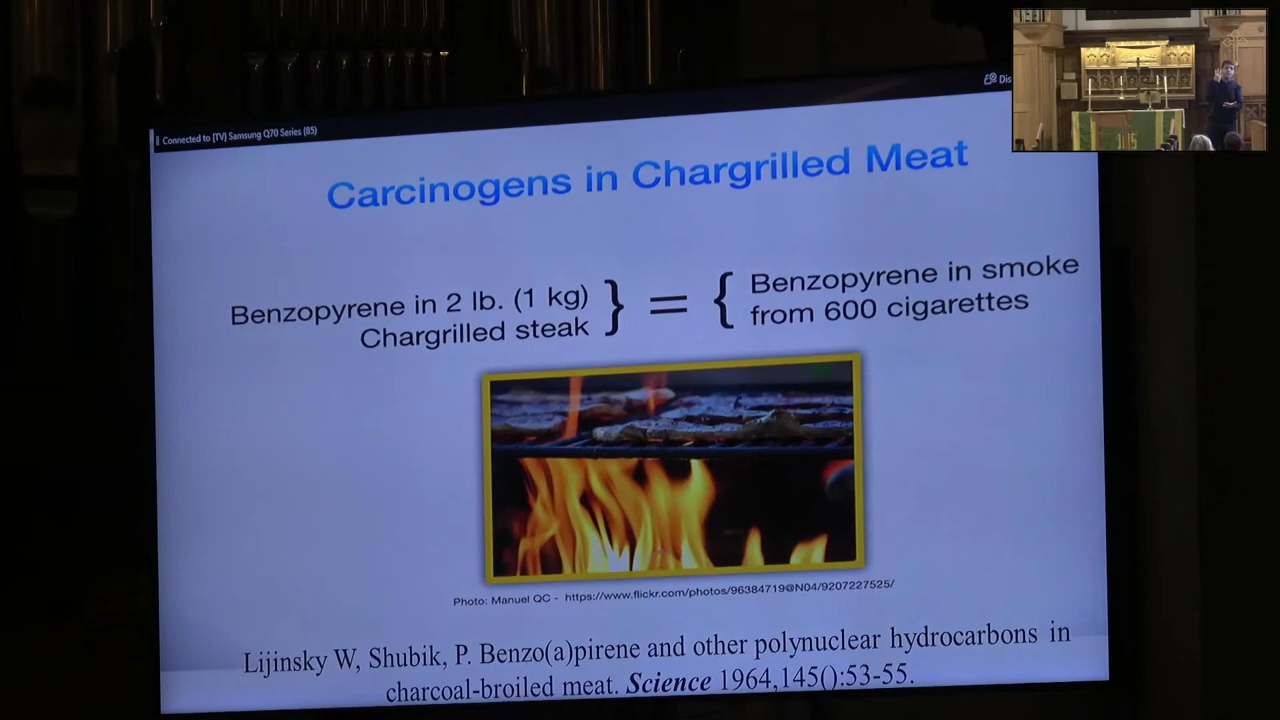 Connected to [TV] Samsung Q70 Series (85)
Dis
Carcinogens in Chargrilled Meat
Benzopyrene in 2 lb. (1 kg)
Chargrilled steak
} = {
Benzopyrene in smoke
from 600 cigarettes
Photo: Manuel QC - https://www.flickr.com/photos/96384719@N04/9207227525/
Lijinsky W, Shubik, P. Benzo(a)pirene and other polynuclear hydrocarbons in
charcoal-broiled meat. Science 1964,145():53-55.